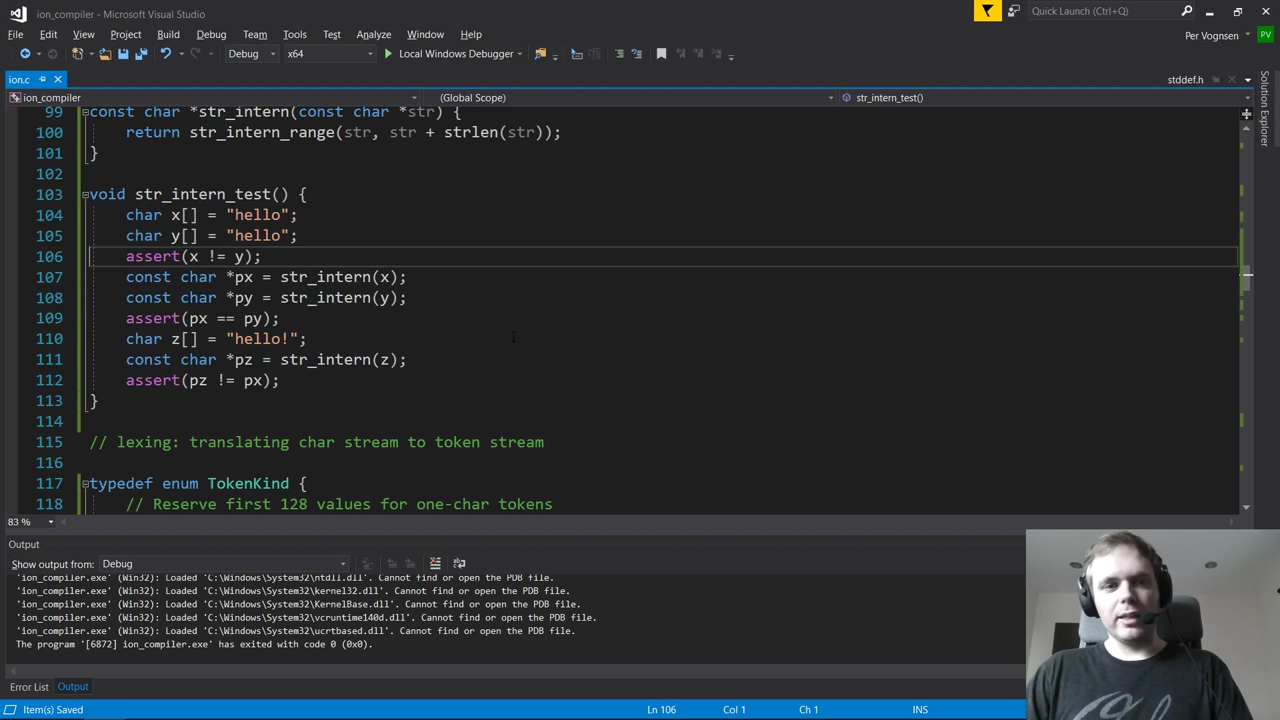 ion_compiler - Microsoft Visual Studio
Quick Launch (Ctrl+Q)
File Edit View Project Build Debug Team Tools Test Analyze Window Help
Per Vognsen PV
Debug x64 Local Windows Debugger
ion.c
stddef.h
ion_compiler (Global Scope) str_intern_test()
99 const char *str_intern(const char *str) {
100 return str_intern_range(str, str + strlen(str));
101 }
102
103 void str_intern_test() {
104 char x[] = "hello";
105 char y[] = "hello";
106 assert(x != y);
107 const char *px = str_intern(x);
108 const char *py = str_intern(y);
109 assert(px == py);
110 char z[] = "hello!";
111 const char *pz = str_intern(z);
112 assert(pz != px);
113 }
114
115 // lexing: translating char stream to token stream
116
117 typedef enum TokenKind {
118 // Reserve first 128 values for one-char tokens
83 %
Solution Explorer
Output
Show output from: Debug
'ion_compiler.exe' (Win32): Loaded 'C:\Windows\System32\ntdll.dll'. Cannot find or open the PDB file.
'ion_compiler.exe' (Win32): Loaded 'C:\Windows\System32\kernel32.dll'. Cannot find or open the PDB file.
'ion_compiler.exe' (Win32): Loaded 'C:\Windows\System32\KernelBase.dll'. Cannot find or open the PDB file.
'ion_compiler.exe' (Win32): Loaded 'C:\Windows\System32\vcruntime140d.dll'. Cannot find or open the PDB file.
'ion_compiler.exe' (Win32): Loaded 'C:\Windows\System32\ucrtbased.dll'. Cannot find or open the PDB file.
The program '[6872] ion_compiler.exe' has exited with code 0 (0x0).
Error List Output
Item(s) Saved Ln 106 Col 1 Ch 1 INS